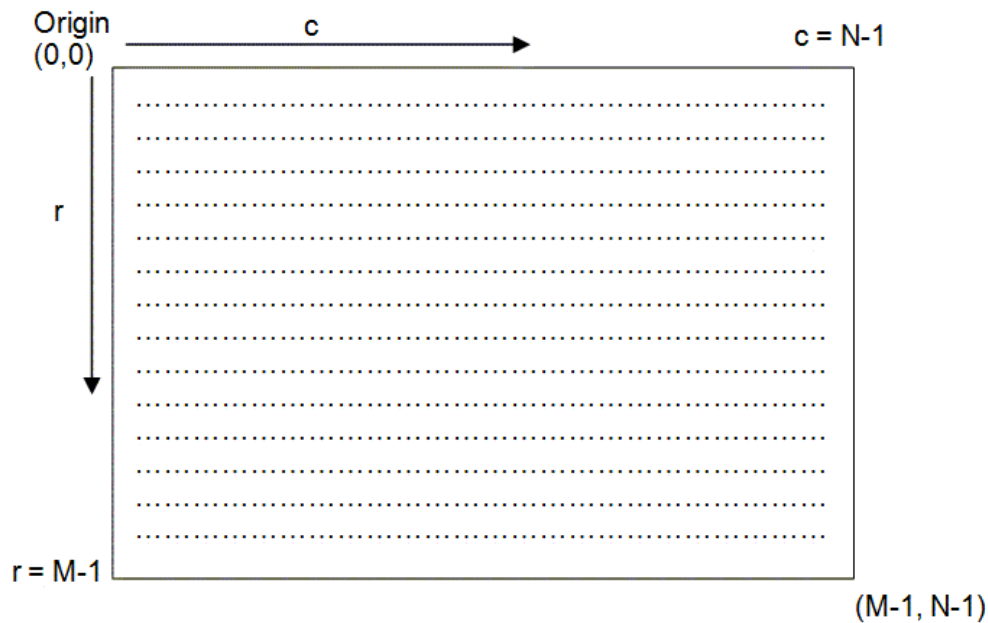 Origin
(0,0)
c
c = N-1
r
r = M-1
(M-1, N-1)